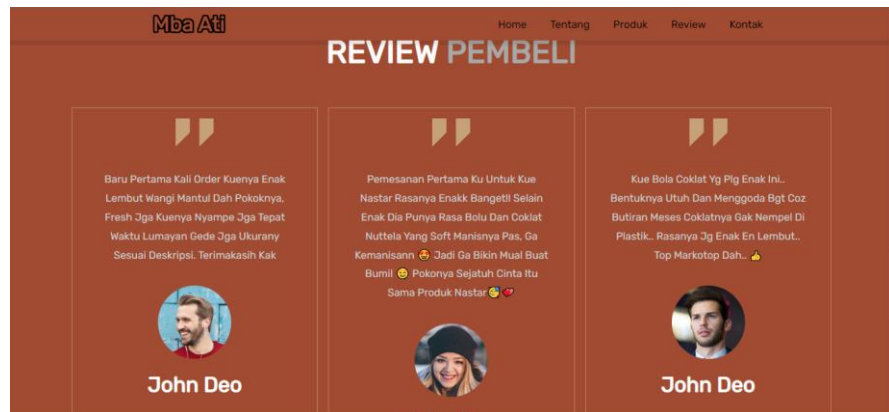 Mba Ati
Home Tentang Produk Review Kontak
REVIEW PEMBELI
Baru Pertama Kali Order Kuenya Enak
Lembut Wangi Mantul Dah Pokoknya,
Fresh Jga Kuenya Nyampe Jga Tepat
Waktu Lumayan Gede Jga Ukurany
Sesuai Deskripsi. Terimakasih Kak
John Deo
Pemesanan Pertama Ku Untuk Kue
Nastar Rasanya Enakk Banget!! Selain
Enak Dia Punya Rasa Bolu Dan Coklat
Nuttela Yang Soft Manisnya Pas, Ga
Kemanisann 🤩 Jadi Ga Bikin Mual Buat
Bumil 😊 Pokonya Sejatuh Cinta Itu
Sama Produk Nastar 🥰 💕
Kue Bola Coklat Yg Plg Enak Ini..
Bentuknya Utuh Dan Menggoda Bgt Coz
Butiran Meses Coklatnya Gak Nempel Di
Plastik.. Rasanya Jg Enak En Lembut..
Top Markotop Dah.. 👍
John Deo